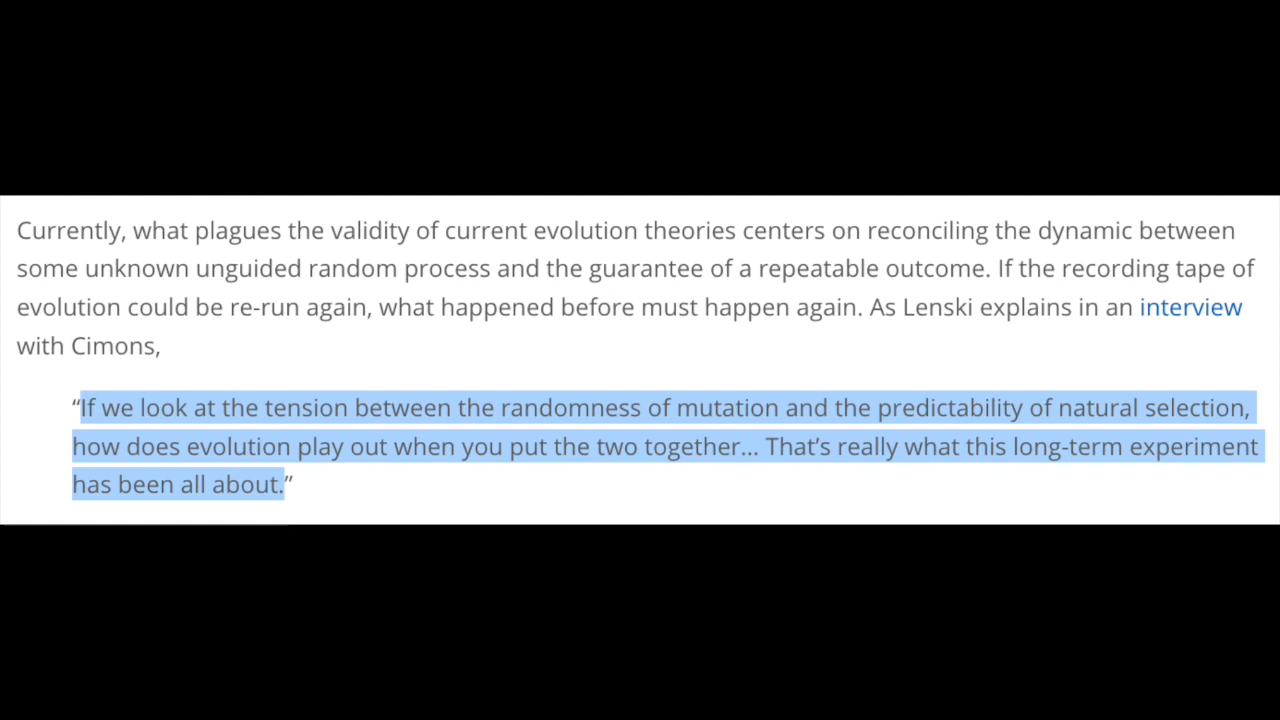 Currently, what plagues the validity of current evolution theories centers on reconciling the dynamic between
some unknown unguided random process and the guarantee of a repeatable outcome. If the recording tape of
evolution could be re-run again, what happened before must happen again. As Lenski explains in an interview
with Cimons,
“If we look at the tension between the randomness of mutation and the predictability of natural selection,
how does evolution play out when you put the two together… That’s really what this long-term experiment
has been all about.”